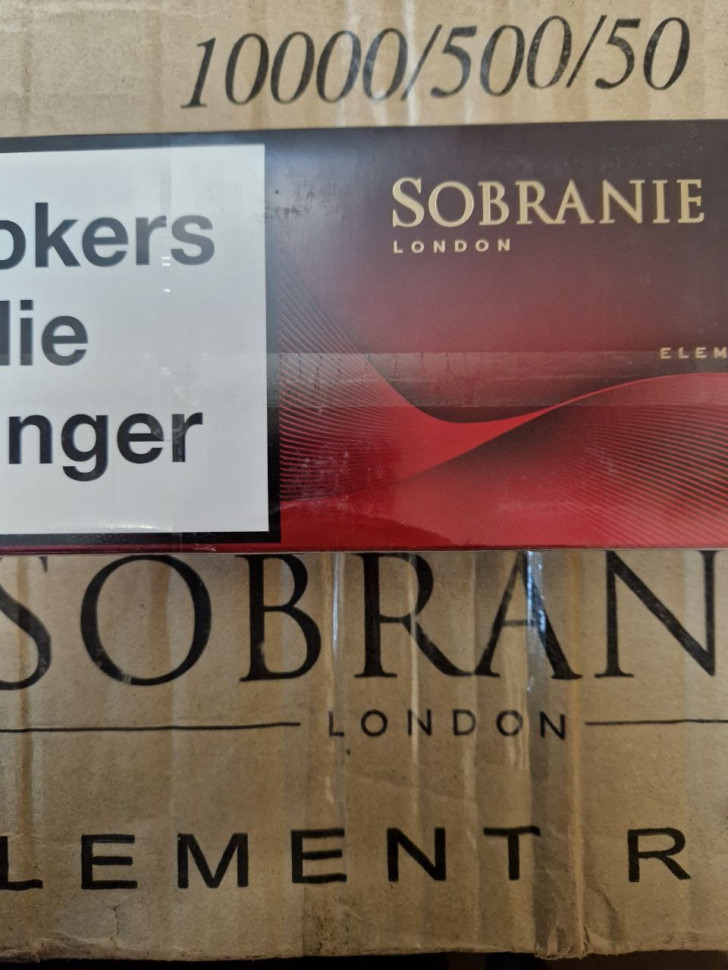 10000/500/50
okers
lie
nger
SOBRANIE
LONDON
ELEM
SOBRAN
LONDON
LEMENT R